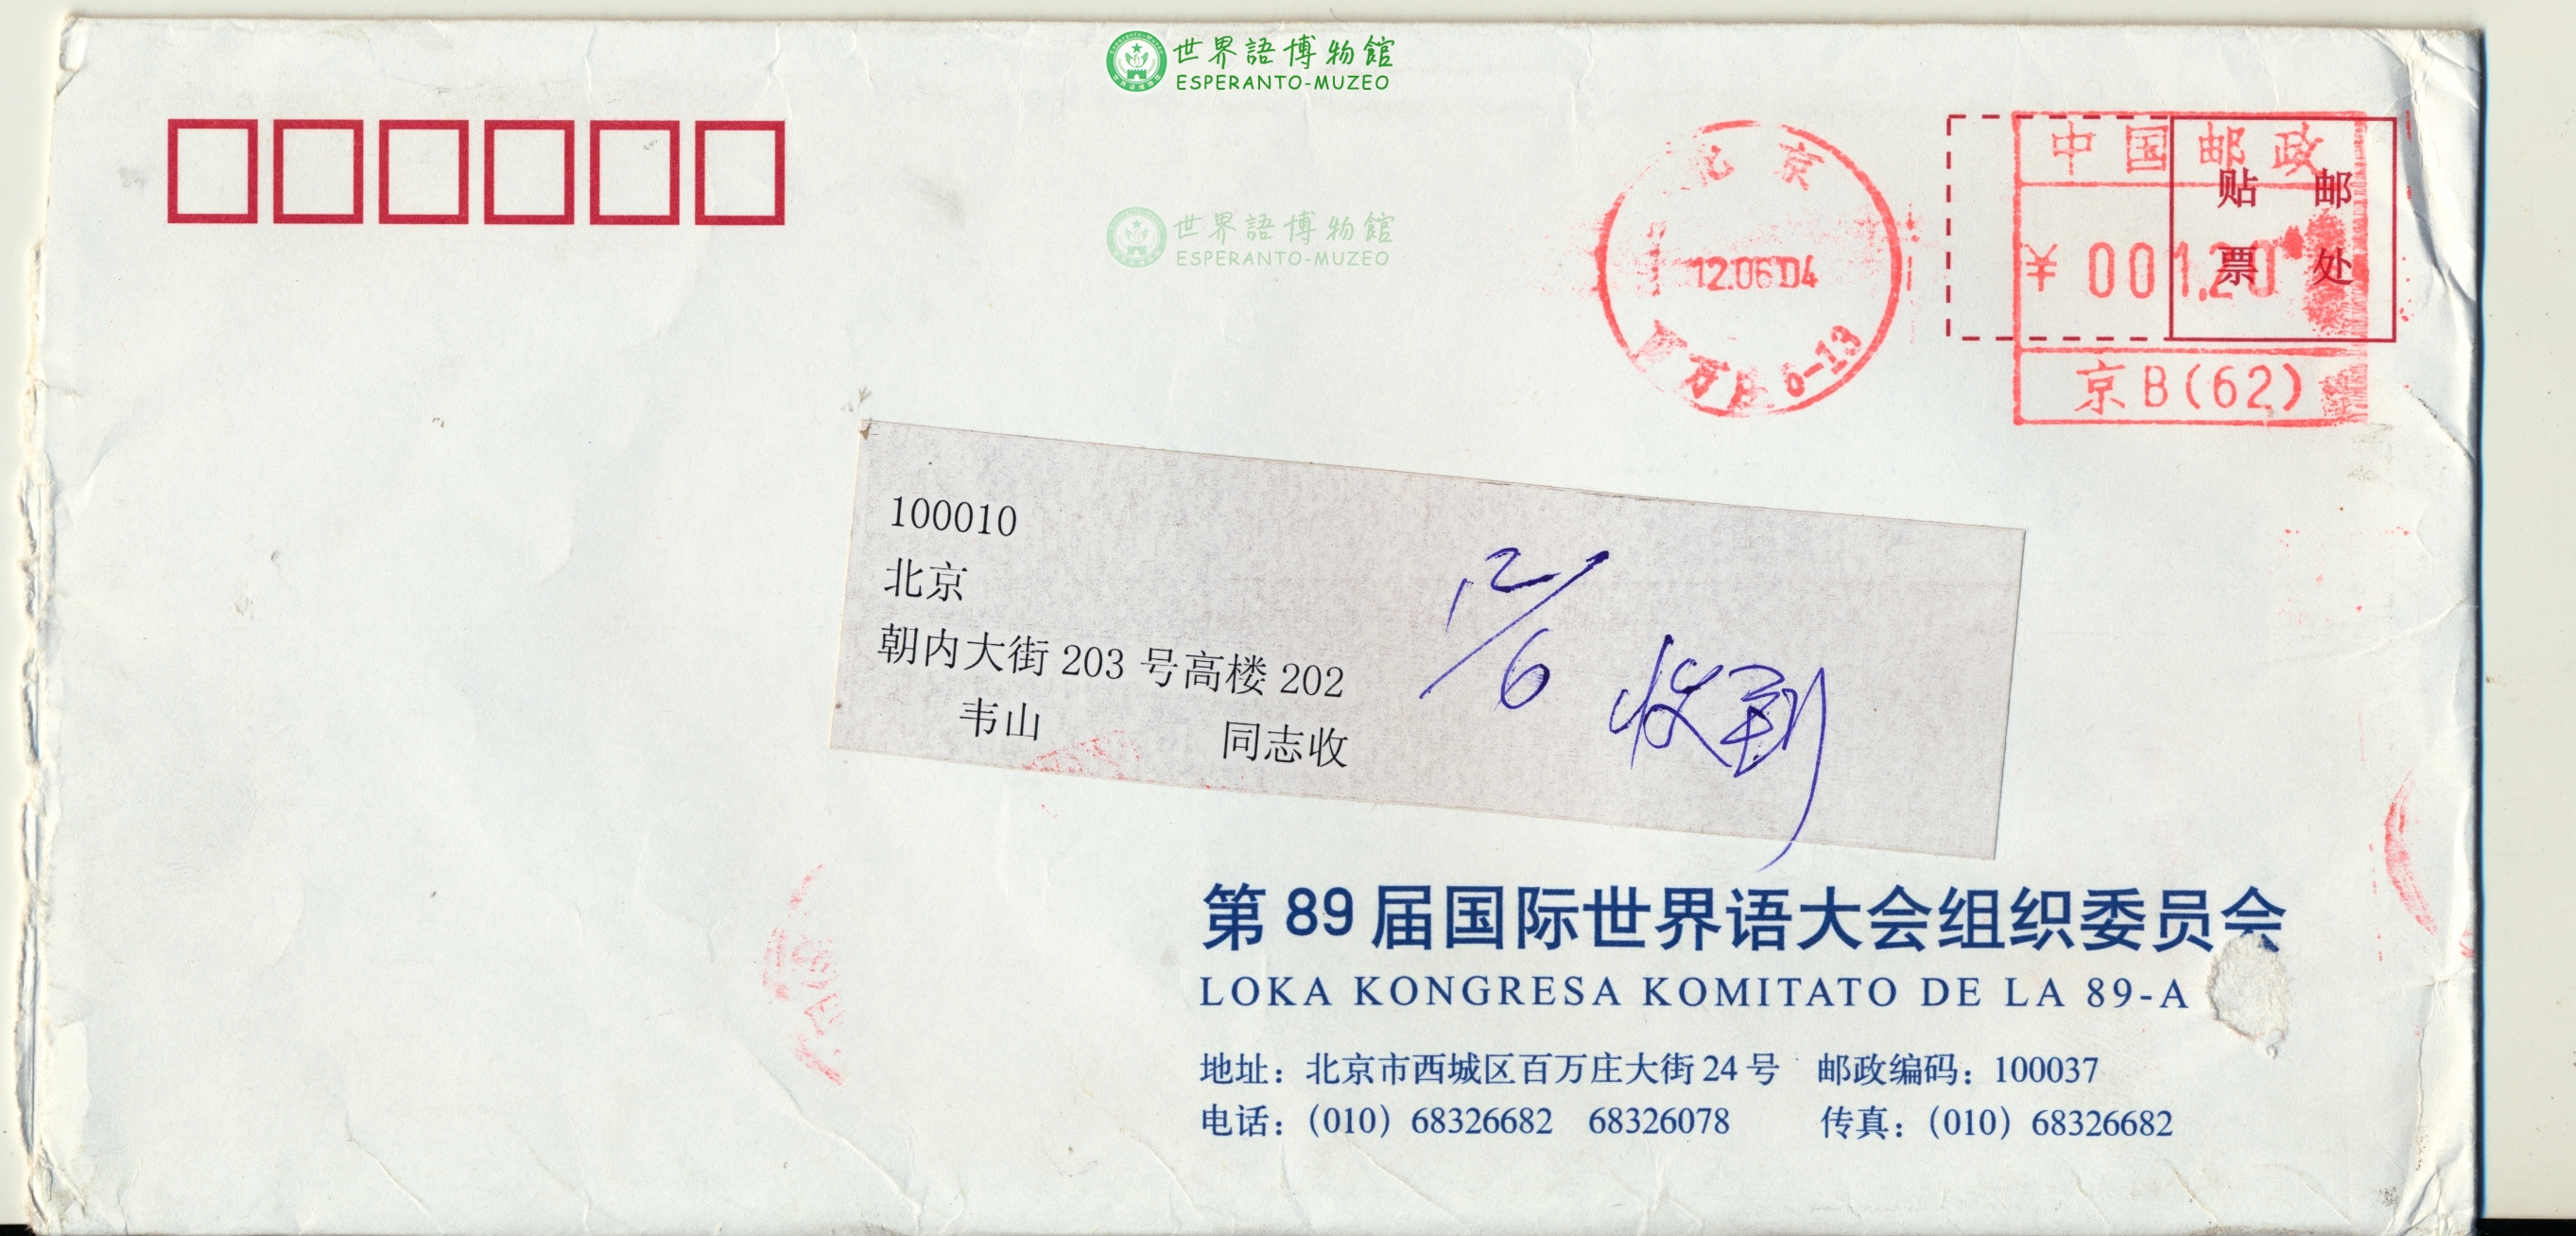 世界語博物館
ESPERANTO-MUZEO
世界語博物館
ESPERANTO-MUZEO
北京
12.06.04
中国邮政
¥ 001,20
京B(62)
贴邮
票处
100010
北京
朝内大街 203 号高楼 202
韦山 同志收
12/6 收到
第 89 届国际世界语大会组织委员会
LOKA KONGRESA KOMITATO DE LA 89-A
地址：北京市西城区百万庄大街 24 号 邮政编码：100037
电话：（010）68326682 68326078 传真：（010）68326682